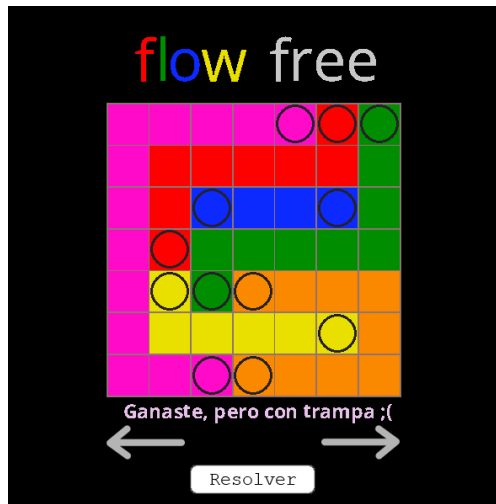 flow free
Ganaste, pero con trampa ;(
Resolver